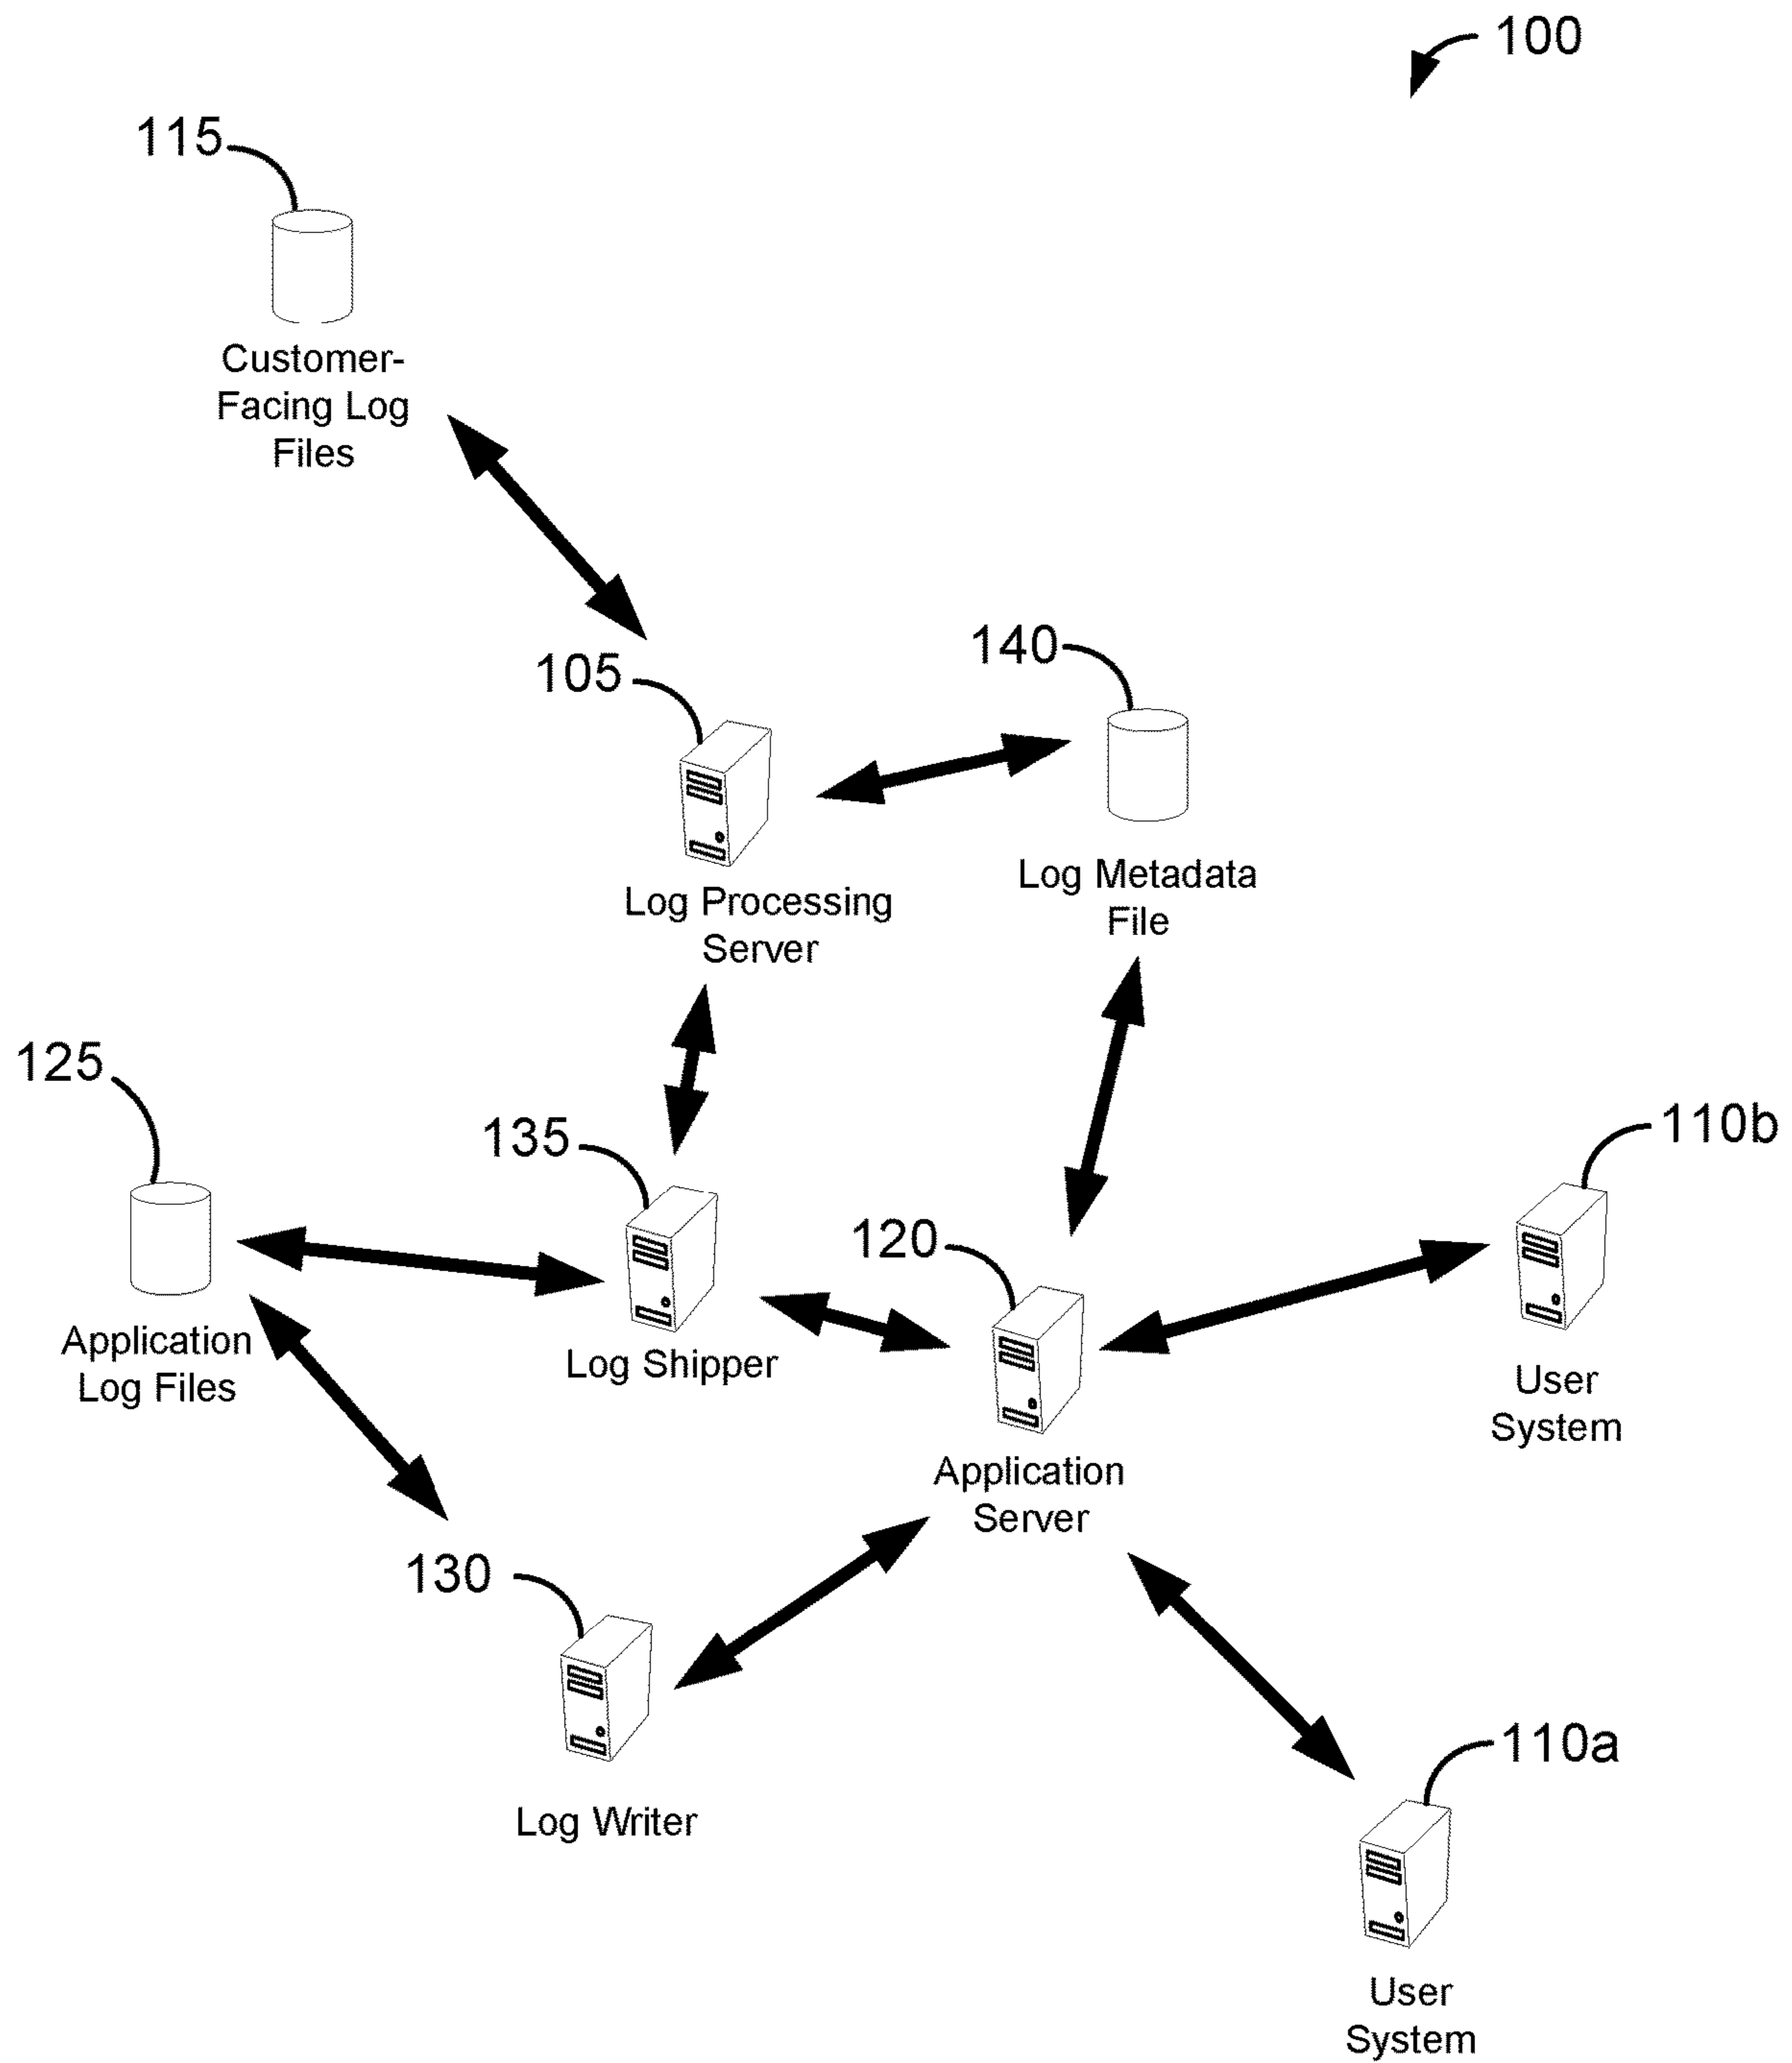 100
115
Customer-
Facing Log
Files
105
140
Log Processing
Server
Log Metadata
File
125
135
120
110b
Application
Log Files
Log Shipper
Application
Server
User
System
130
Log Writer
110a
User
System